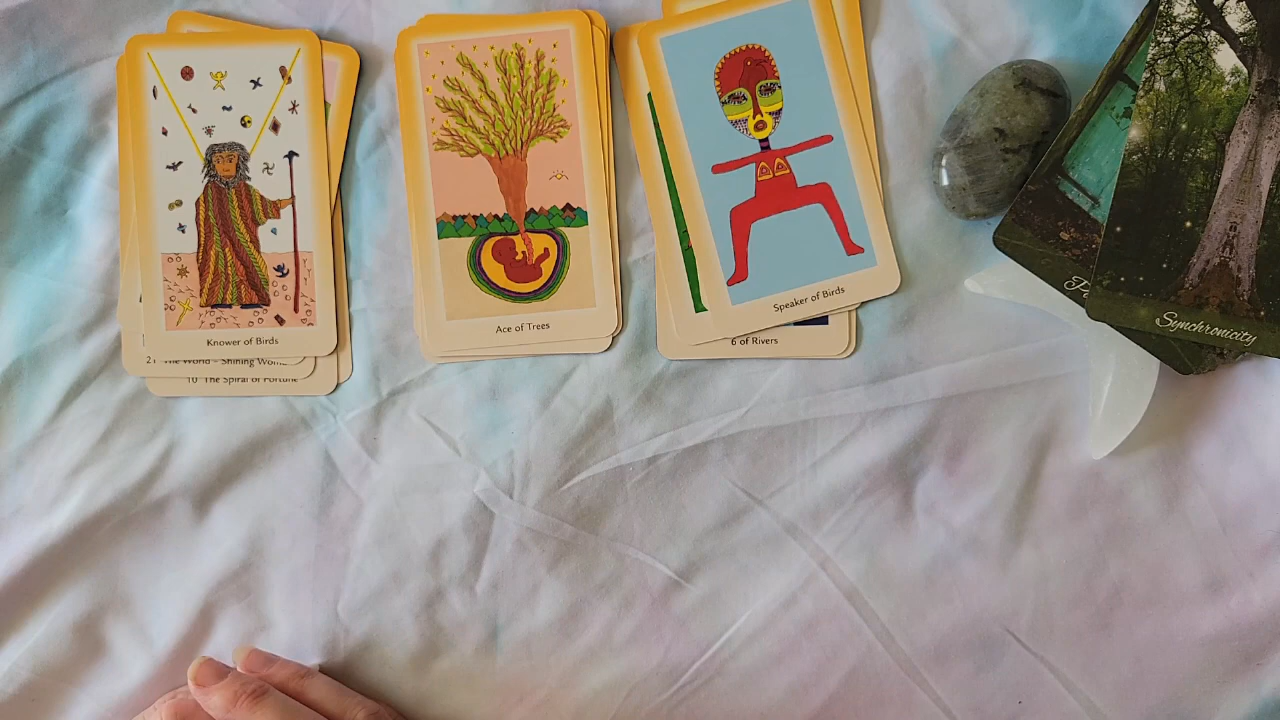 Knower of Birds
21 The World – Shining Wom
10 The Spiral of Fortune
Ace of Trees
Speaker of Birds
6 of Rivers
Synchronicity